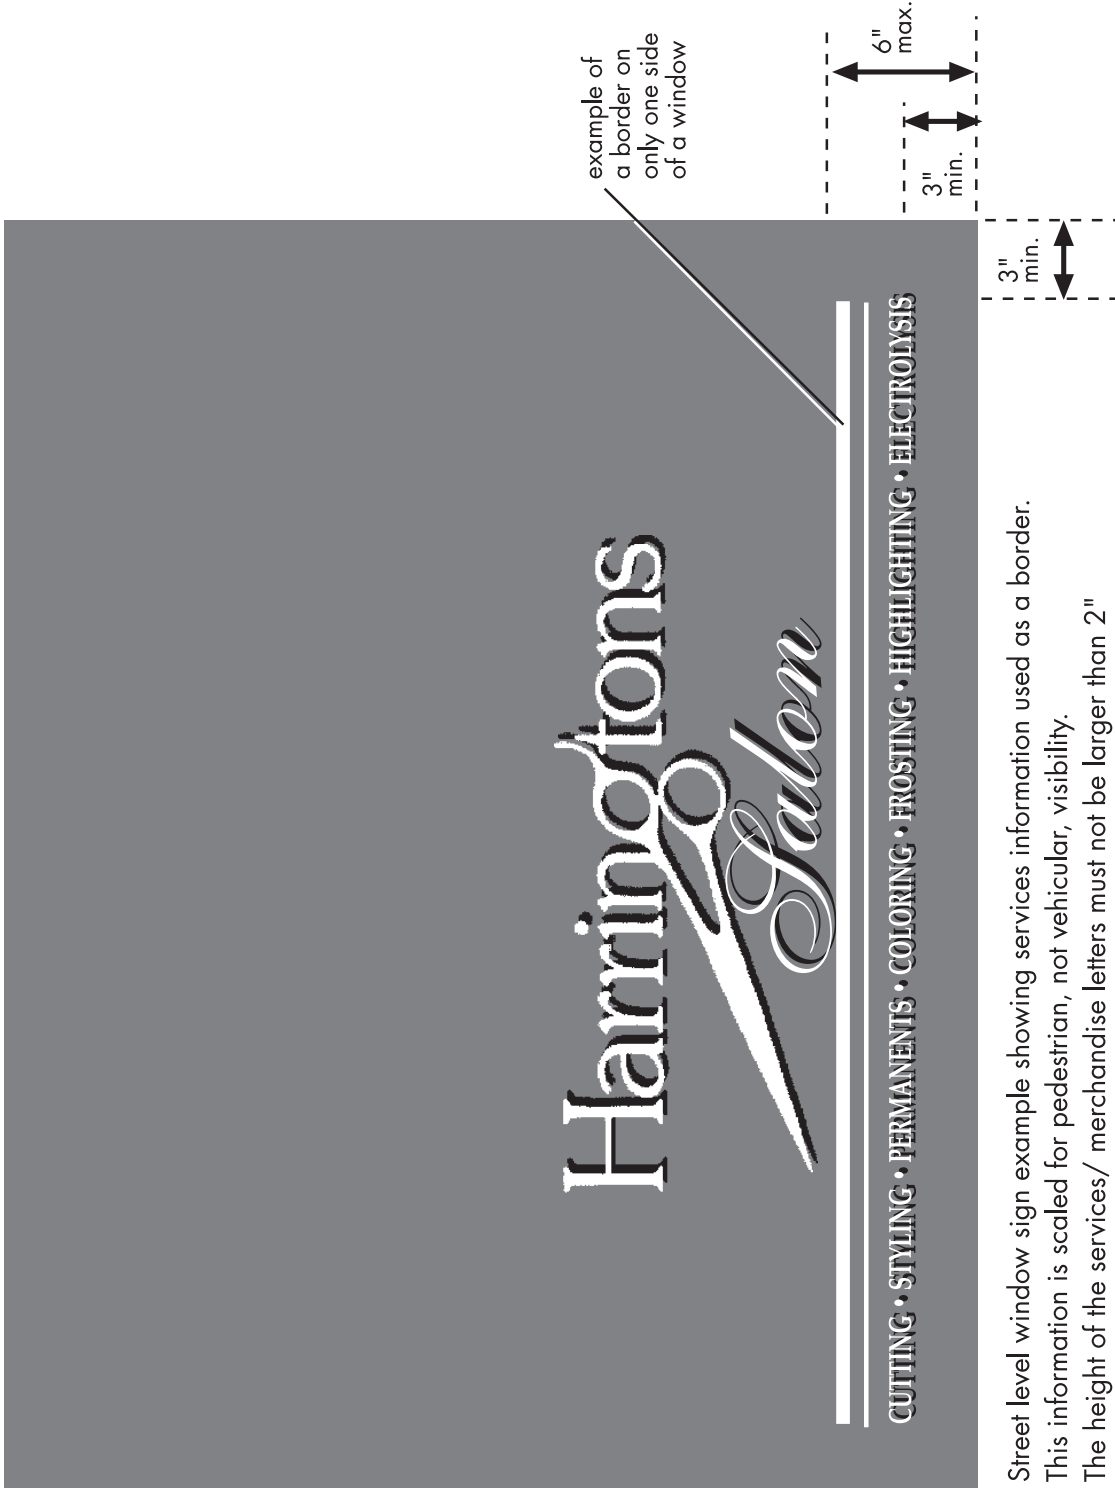 example of
a border on
only one side
of a window
6"
max.
3"
min.
3"
min.
Harringtons
Salon
CUTTING • STYLING • PERMANENTS • COLORING • FROSTING • HIGHLIGHTING • ELECTROLYSIS
Street level window sign example showing services information used as a border.
This information is scaled for pedestrian, not vehicular, visibility.
The height of the services/ merchandise letters must not be larger than 2"